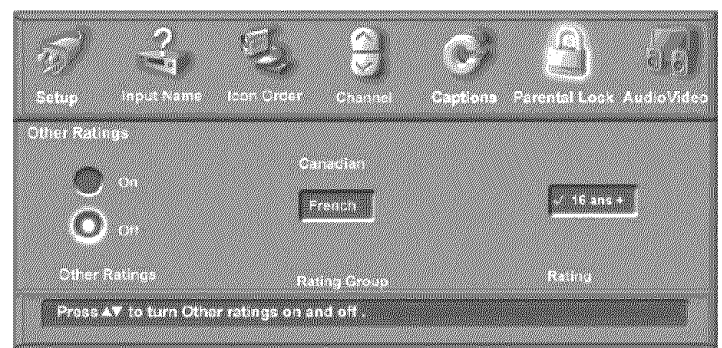 Setup Input Name Icon Order Channel Captions Parental Lock AudioVideo
Other Ratings
On
Canadian
French
✓ 16 ans +
Off
Other Ratings Rating Group Rating
Press ▲▼ to turn Other ratings on and off .